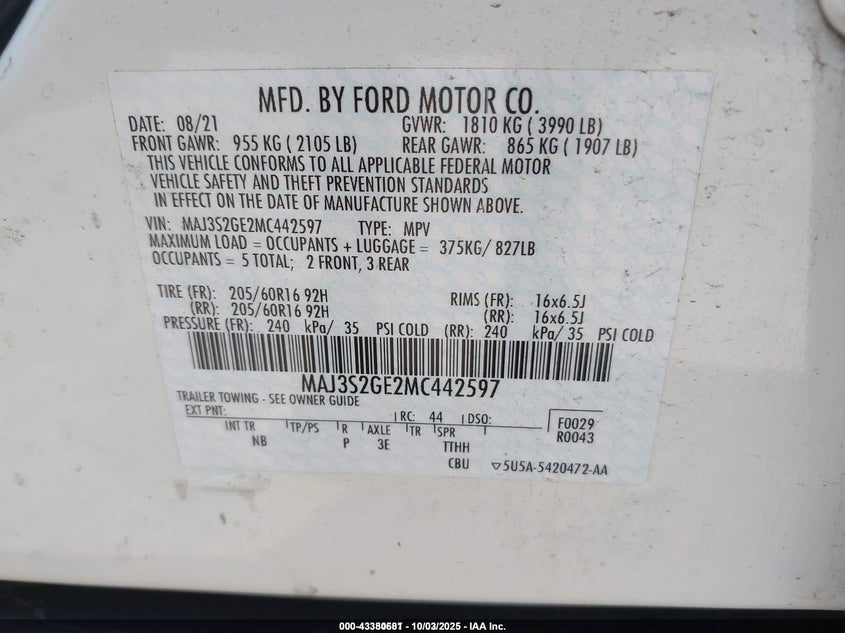 MFD. BY FORD MOTOR CO.
DATE: 08/21 GVWR: 1810 KG ( 3990 LB)
FRONT GAWR: 955 KG ( 2105 LB) REAR GAWR: 865 KG ( 1907 LB)
THIS VEHICLE CONFORMS TO ALL APPLICABLE FEDERAL MOTOR
VEHICLE SAFETY AND THEFT PREVENTION STANDARDS
IN EFFECT ON THE DATE OF MANUFACTURE SHOWN ABOVE.
VIN: MAJ3S2GE2MC442597 TYPE: MPV
MAXIMUM LOAD = OCCUPANTS + LUGGAGE = 375KG/ 827LB
OCCUPANTS = 5 TOTAL; 2 FRONT, 3 REAR
TIRE (FR): 205/60R16 92H RIMS (FR): 16x6.5J
(RR): 205/60R16 92H (RR): 16x6.5J
PRESSURE (FR): 240 kPa/ 35 PSI COLD (RR): 240 kPa/ 35 PSI COLD
MAJ3S2GE2MC442597
TRAILER TOWING - SEE OWNER GUIDE
EXT PNT: RC: 44 DSO: F0029
INT TR TP/PS R AXLE TR SPR R0043
NB P 3E TTHH
CBU 5U5A-5420472-AA
000-43380681 • 10/03/2025 - IAA Inc.